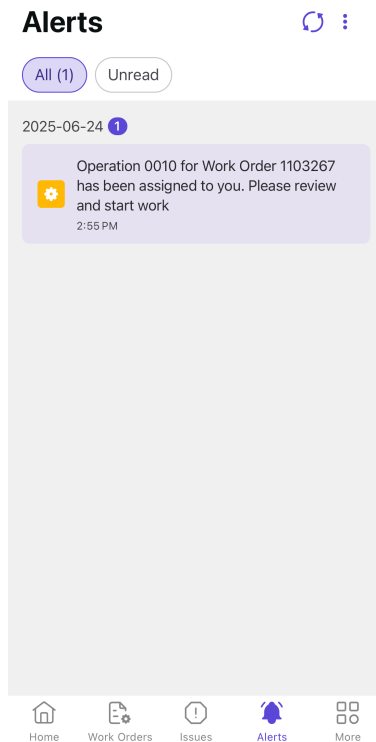 Alerts
All (1)
Unread
2025-06-24 1
Operation 0010 for Work Order 1103267
has been assigned to you. Please review
and start work
2:55 PM
Home
Work Orders
Issues
Alerts
More